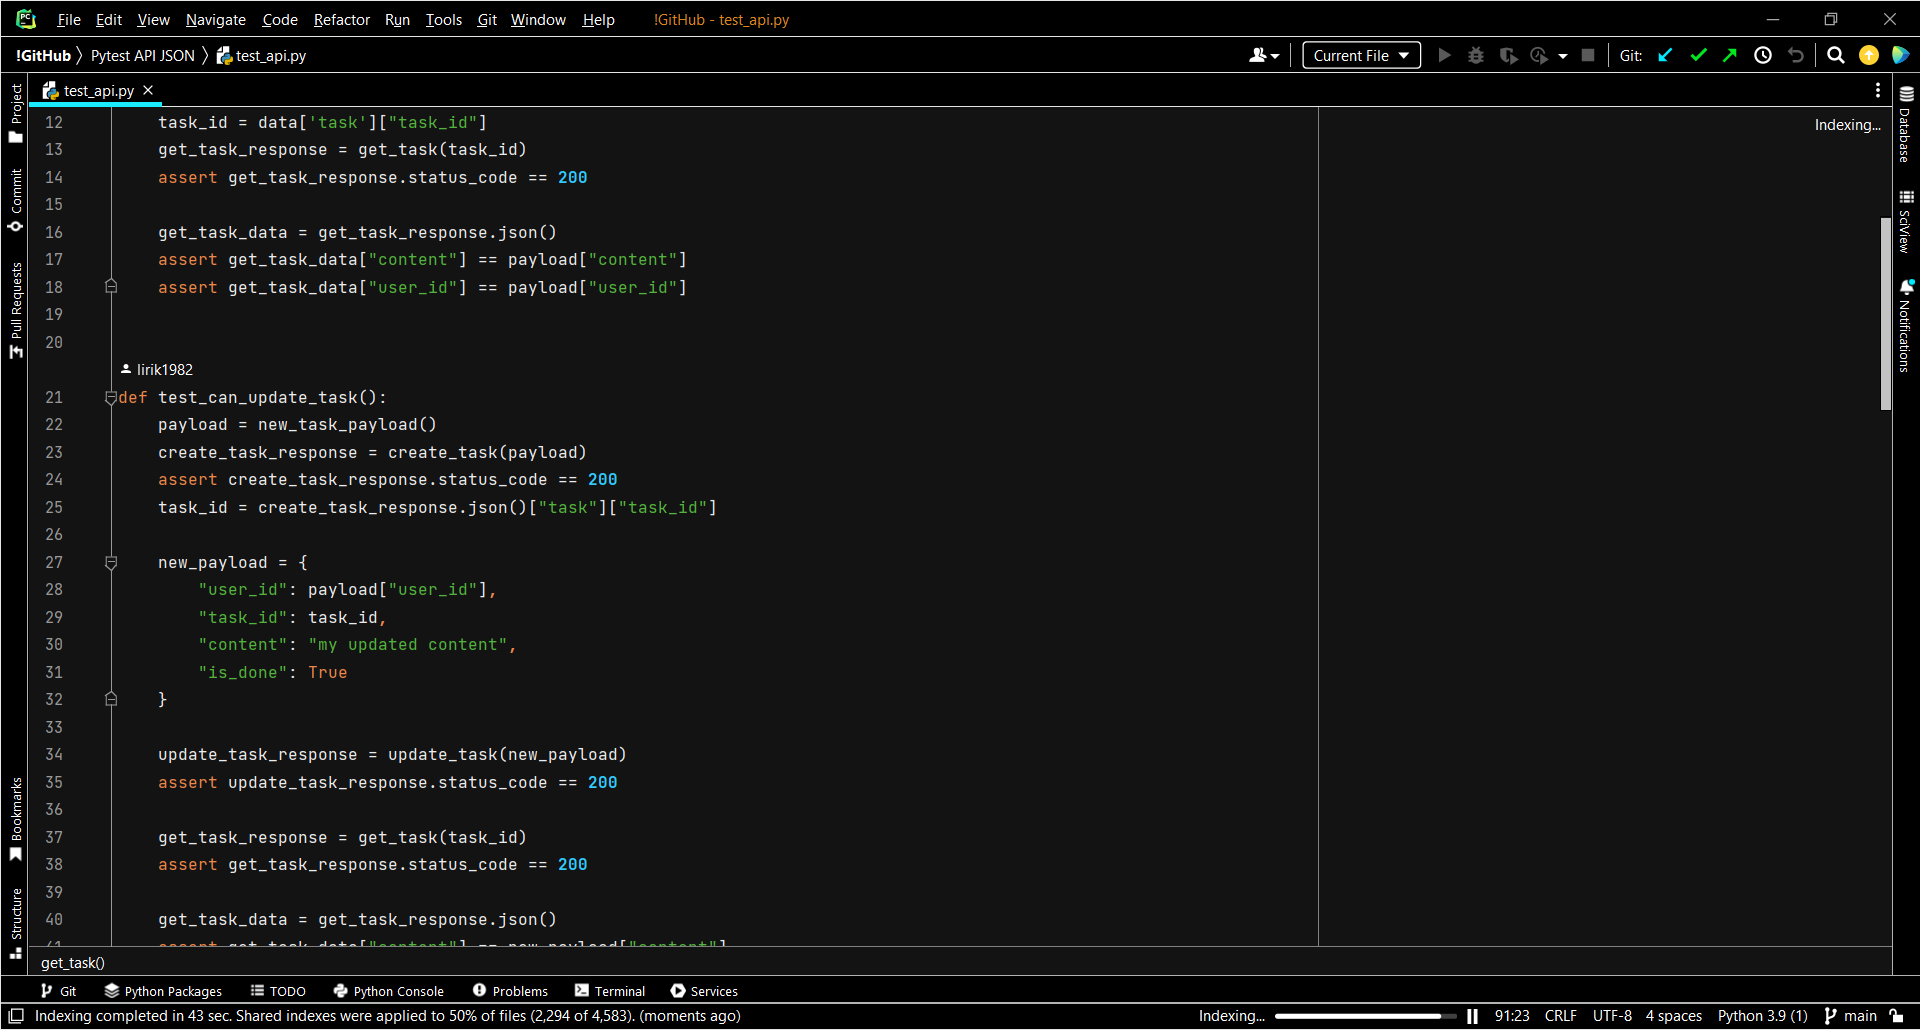 PC File Edit View Navigate Code Refactor Run Tools Git Window Help !GitHub - test_api.py
!GitHub Pytest API JSON test_api.py Current File Git:
test_api.py
Project
Commit
Pull Requests
Bookmarks
Structure
Indexing...
Database
SciView
Notifications
12 task_id = data['task']["task_id"]
13 get_task_response = get_task(task_id)
14 assert get_task_response.status_code == 200
15
16 get_task_data = get_task_response.json()
17 assert get_task_data["content"] == payload["content"]
18 assert get_task_data["user_id"] == payload["user_id"]
19
20
lirik1982
21 def test_can_update_task():
22 payload = new_task_payload()
23 create_task_response = create_task(payload)
24 assert create_task_response.status_code == 200
25 task_id = create_task_response.json()["task"]["task_id"]
26
27 new_payload = {
28 "user_id": payload["user_id"],
29 "task_id": task_id,
30 "content": "my updated content",
31 "is_done": True
32 }
33
34 update_task_response = update_task(new_payload)
35 assert update_task_response.status_code == 200
36
37 get_task_response = get_task(task_id)
38 assert get_task_response.status_code == 200
39
40 get_task_data = get_task_response.json()
41 assert get_task_data["content"] == new_payload["content"]
get_task()
Git Python Packages TODO Python Console Problems Terminal Services
Indexing completed in 43 sec. Shared indexes were applied to 50% of files (2,294 of 4,583). (moments ago) Indexing... 91:23 CRLF UTF-8 4 spaces Python 3.9 (1) main